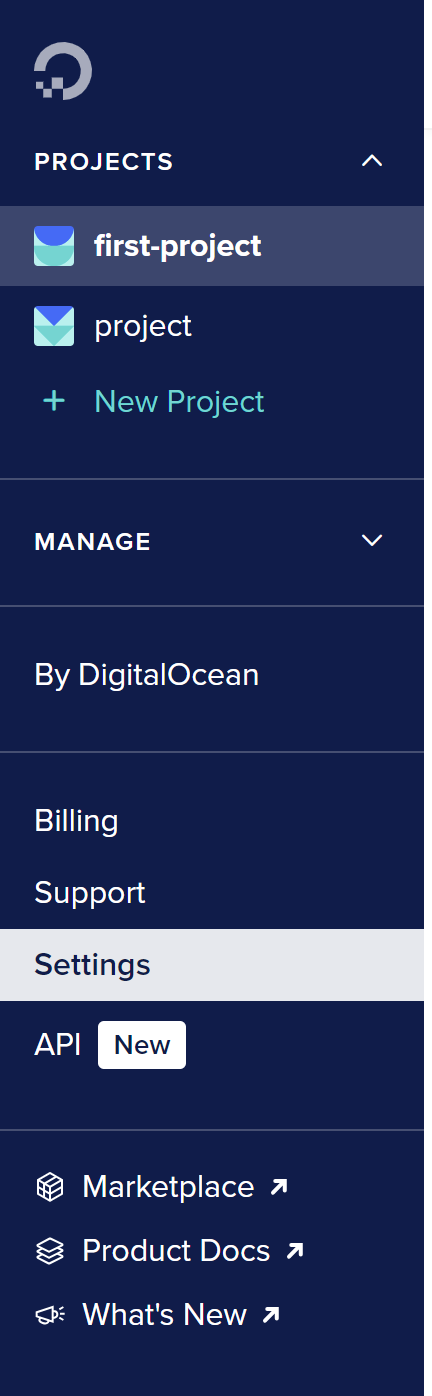 PROJECTS
first-project
project
+ New Project
MANAGE
By DigitalOcean
Billing
Support
Settings
API New
Marketplace
Product Docs
What's New